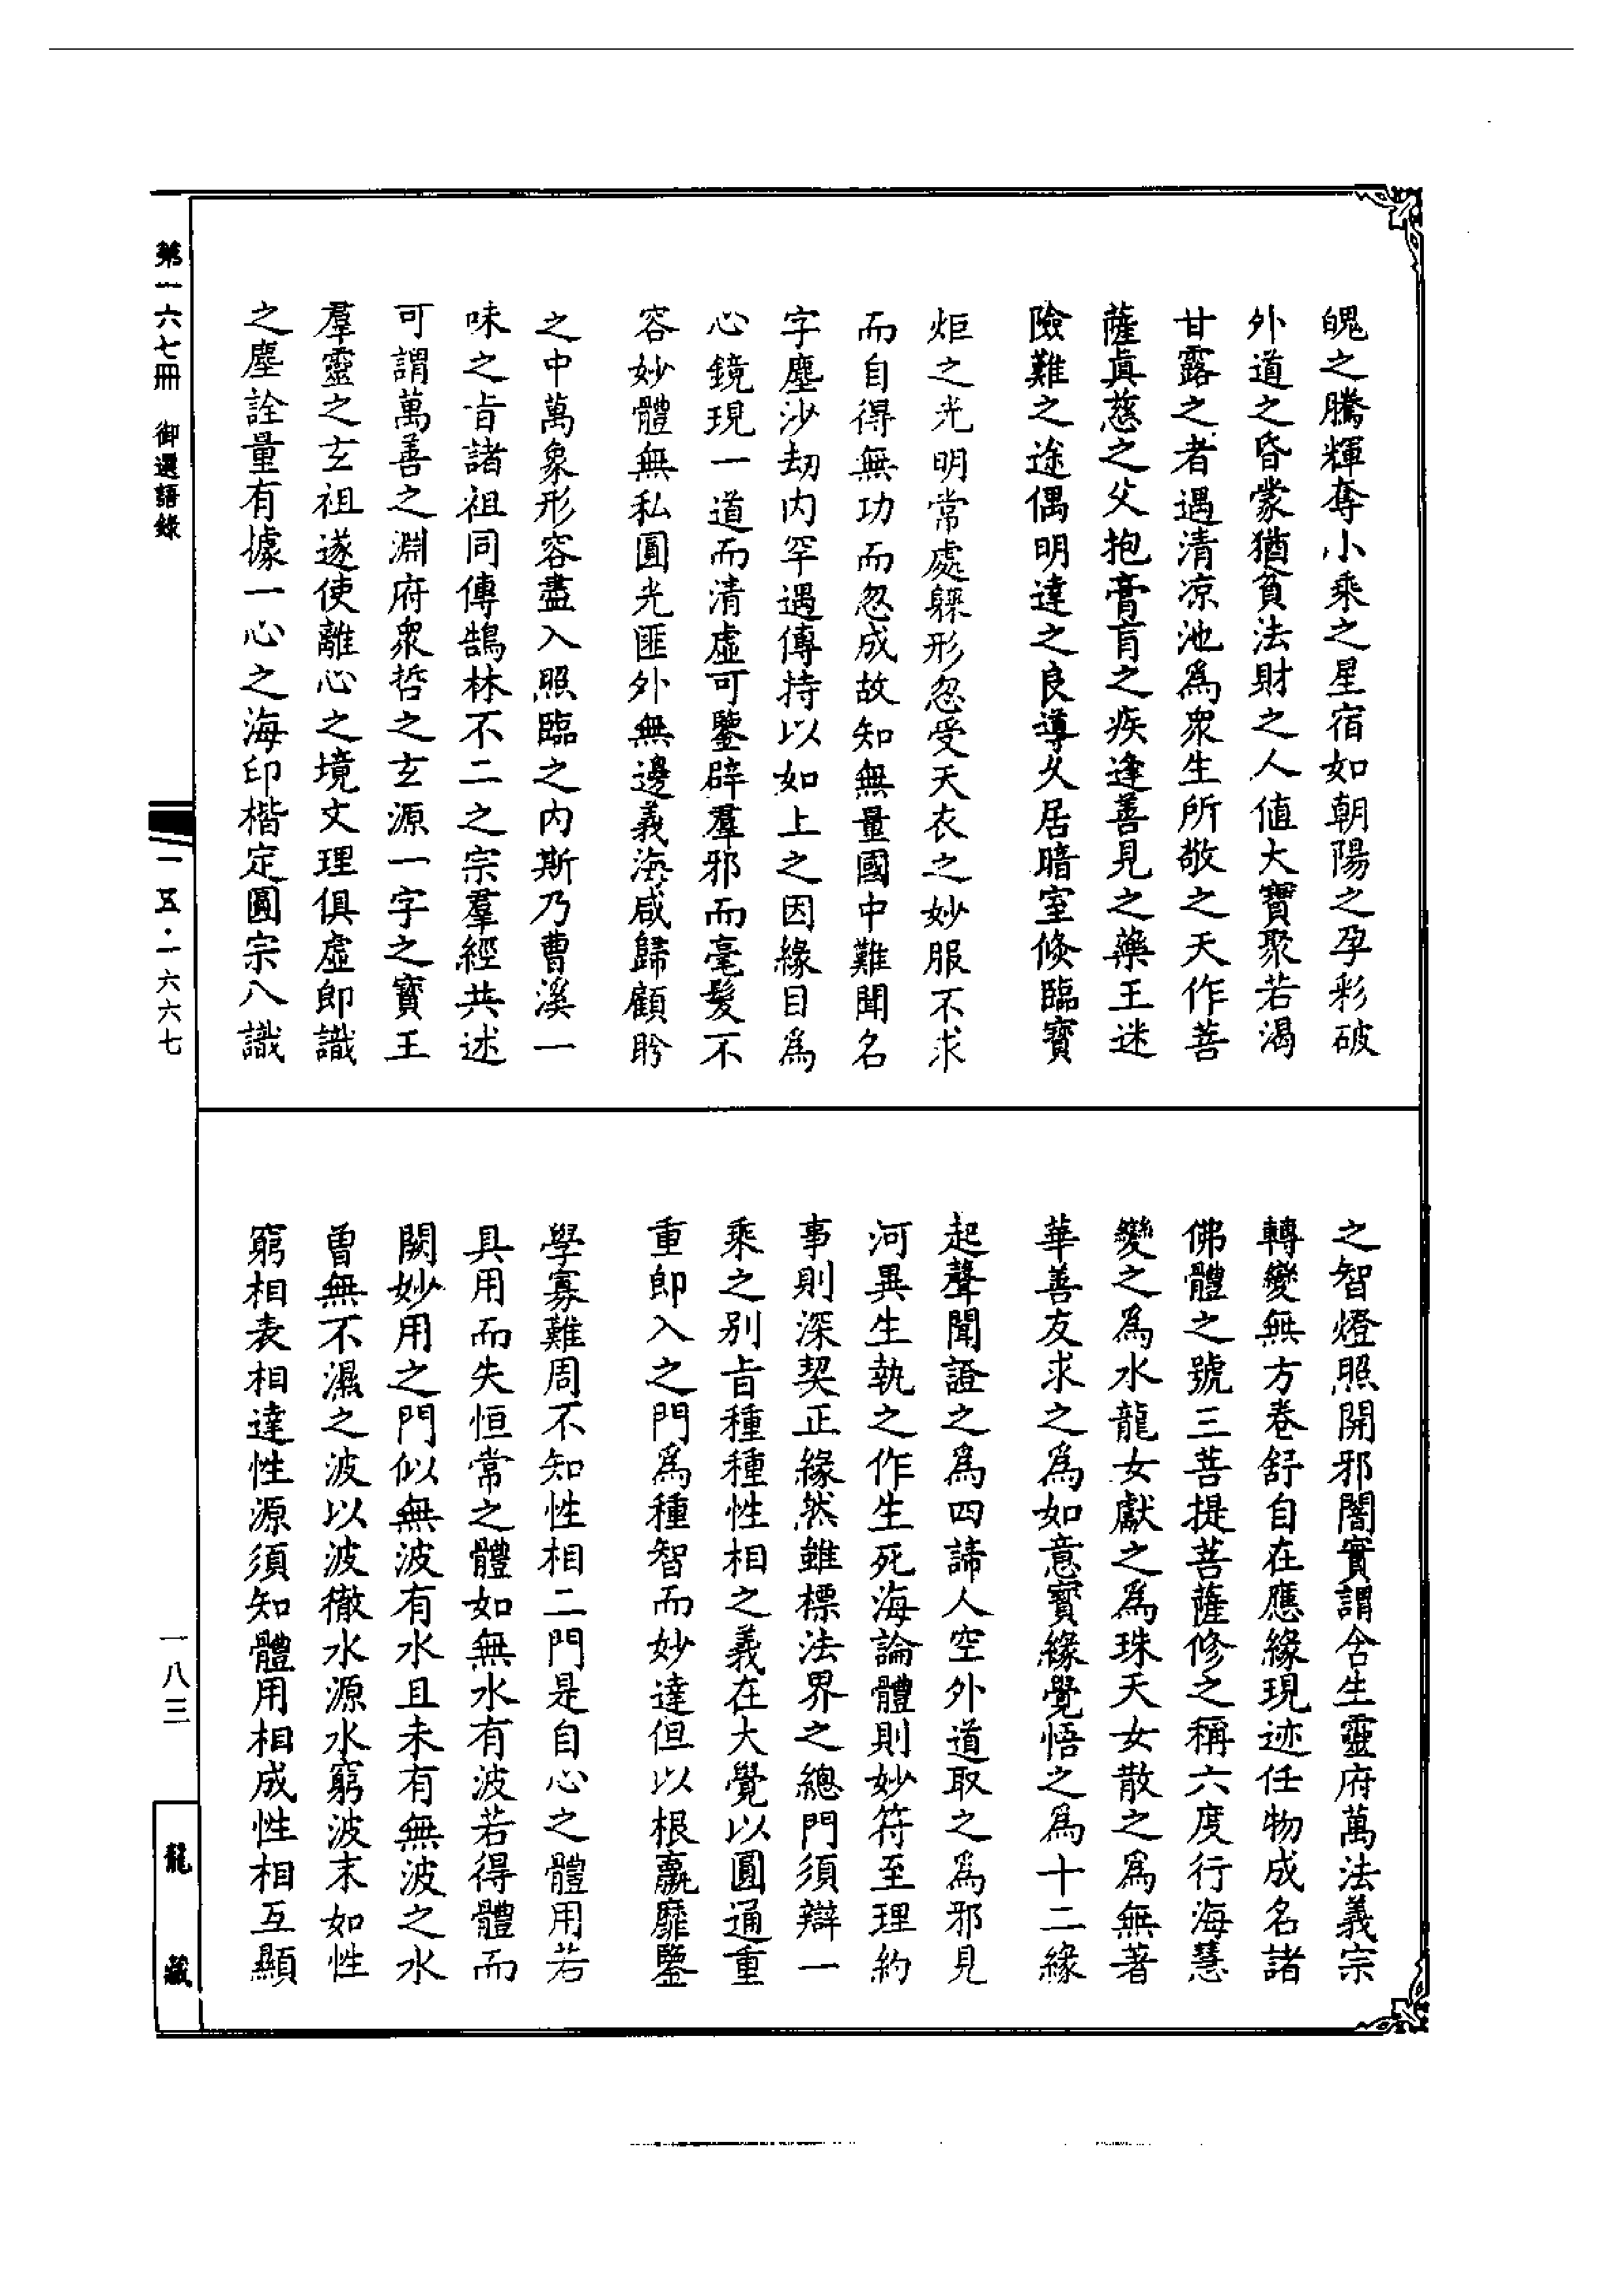 魄之騰輝奪小乘之星宿如朝陽之孕彩破
外道之昏蒙猶貧法財之人値大寶聚若渴
甘露之者遇清凉池爲衆生所敬之天作菩
薩眞慈之父抱膏肓之疾逢善見之藥王迷
險難之途偶明達之良導久居暗室倐臨寶
炬之光明常處躶形忽受天衣之妙服不求
而自得無功而忽成故知無量國中難聞名
字塵沙劫內罕遇傳持以如上之因緣目爲
心鏡現一道而清虛可鑒辟羣邪而毫髮不
容妙體無私圓光匪外無邊義海咸歸顧盻
之中萬象形容盡入照臨之內斯乃曹溪一
味之旨諸祖同傳鵠林不二之宗羣經共述
可謂萬善之淵府衆哲之玄源一字之寶王
羣靈之玄祖遂使離心之境文理俱虛即識
之塵詮量有據一心之海印楷定圓宗八識
之智燈照開邪闇實謂含生靈府萬法義宗
轉變無方卷舒自在應緣現迹任物成名諸
佛體之號三菩提菩薩修之稱六度行海慧
變之爲水龍女獻之爲珠天女散之爲無著
華善友求之爲如意寶緣覺悟之爲十二緣
起聲聞證之爲四諦人空外道取之爲邪見
河異生執之作生死海論體則妙符至理約
事則深契正緣然雖標法界之總門須辯一
乘之別旨種種性相之義在大覺以圓通重
重即入之門爲種智而妙達但以根羸靡鑒
學寡難周不知性相二門是自心之體用若
具用而失恒常之體如無水有波若得體而
闕妙用之門似無波有水且未有無波之水
曾無不濕之波以波徹水源水窮波末如性
窮相表相達性源須知體用相成性相互顯
第一六七冊　御選語錄
一五·一六六七
一八三
龍藏